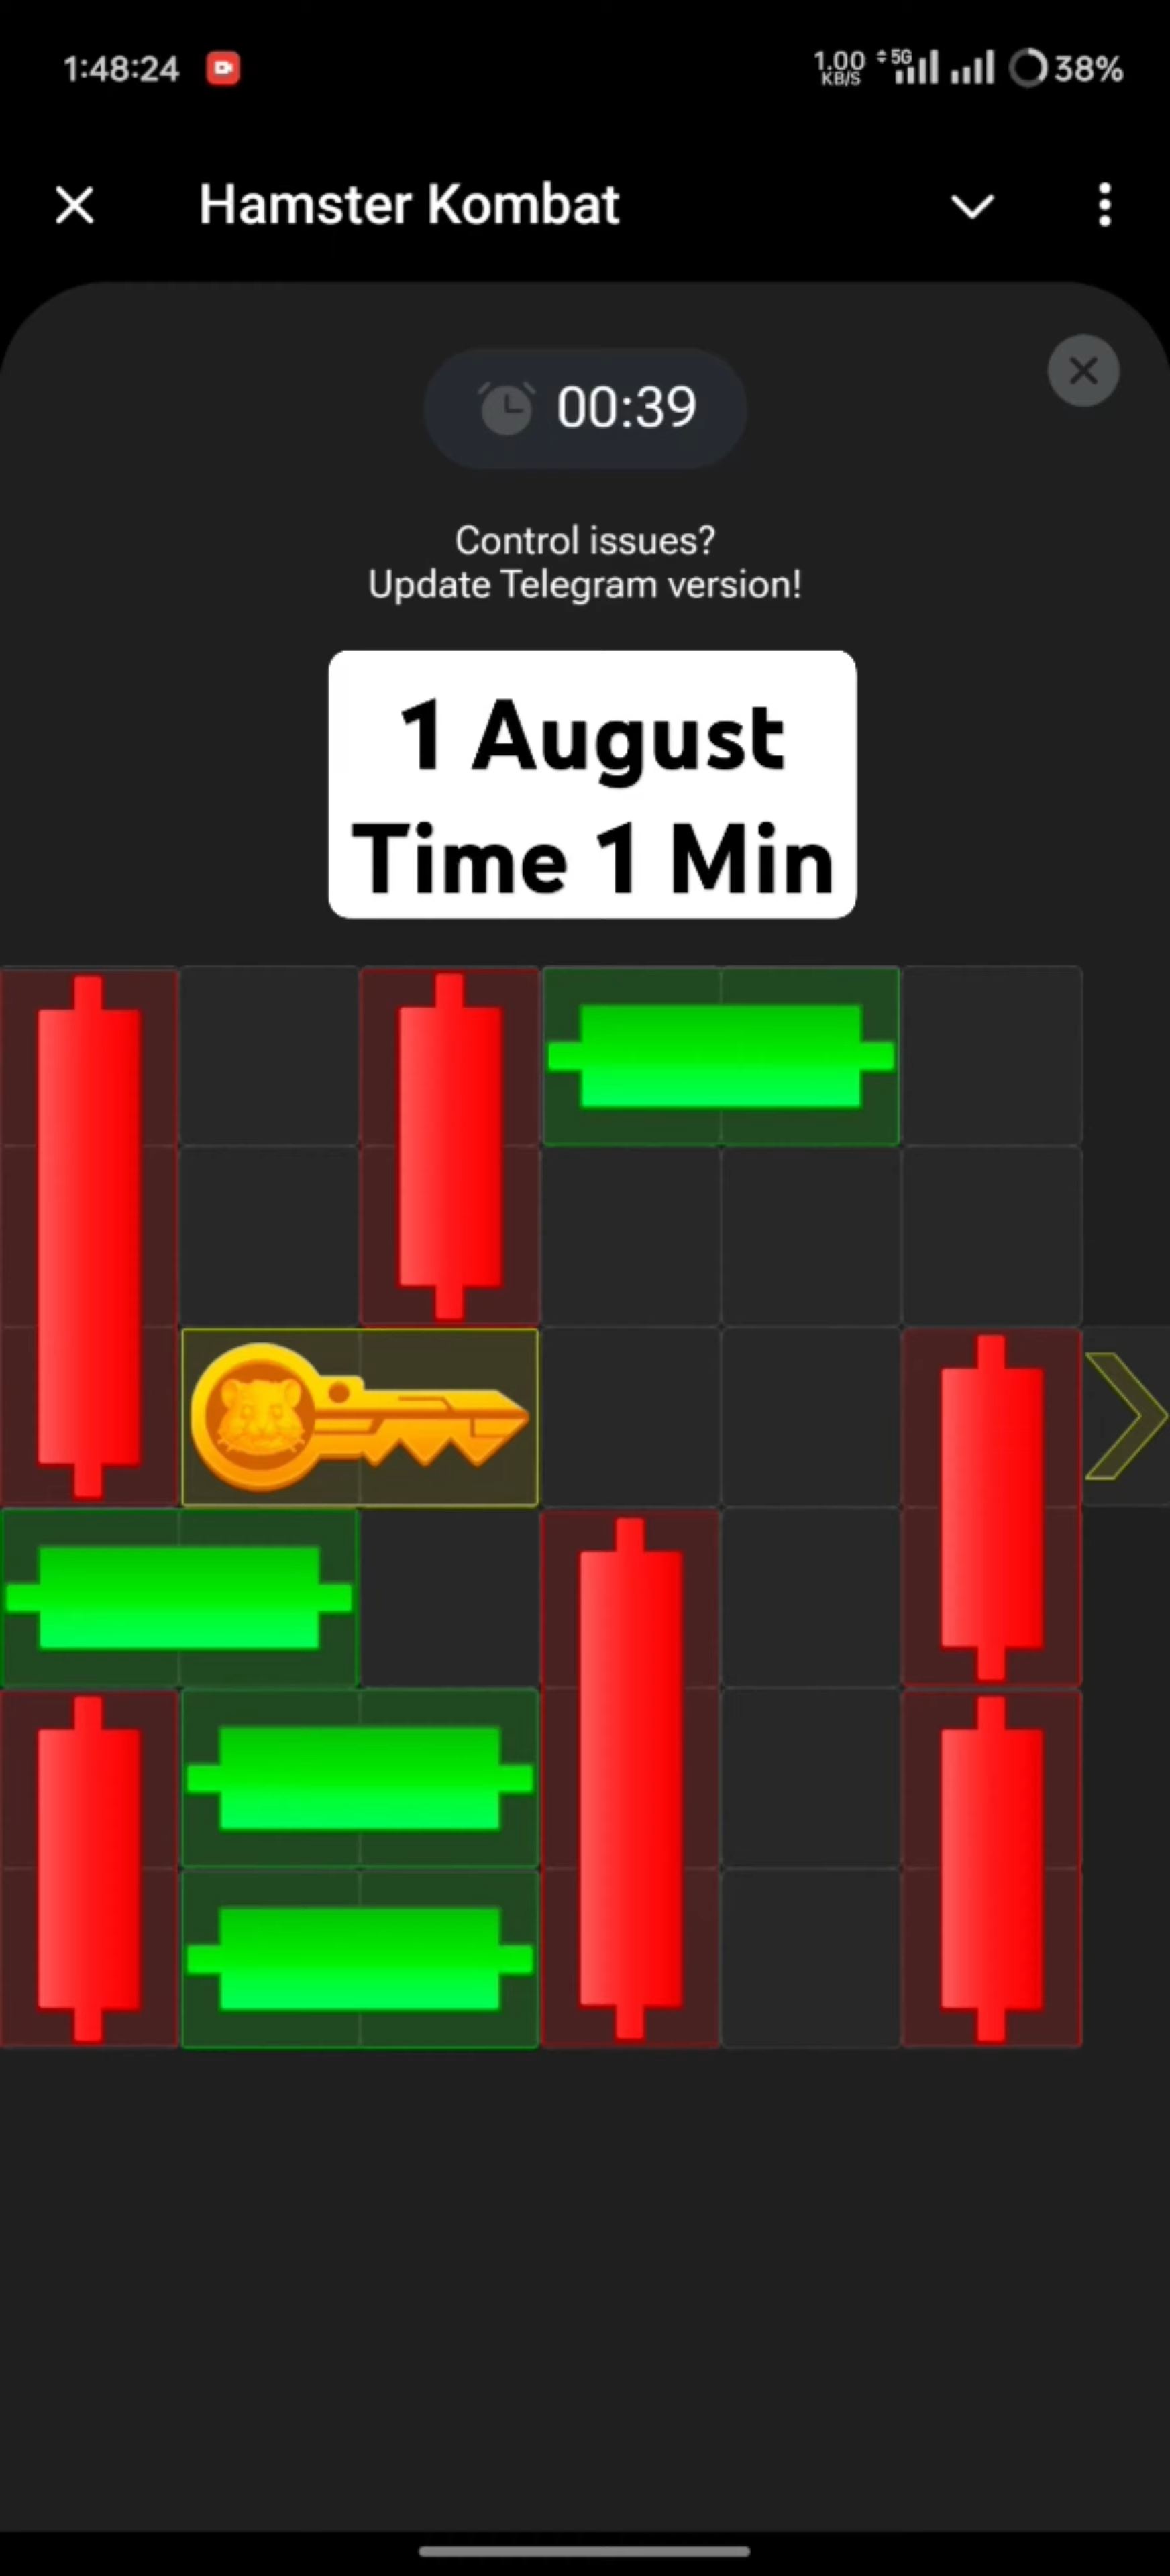 1:48:24
1.00 KB/S 5G 38%
Hamster Kombat
00:39
Control issues?
Update Telegram version!
1 August
Time 1 Min